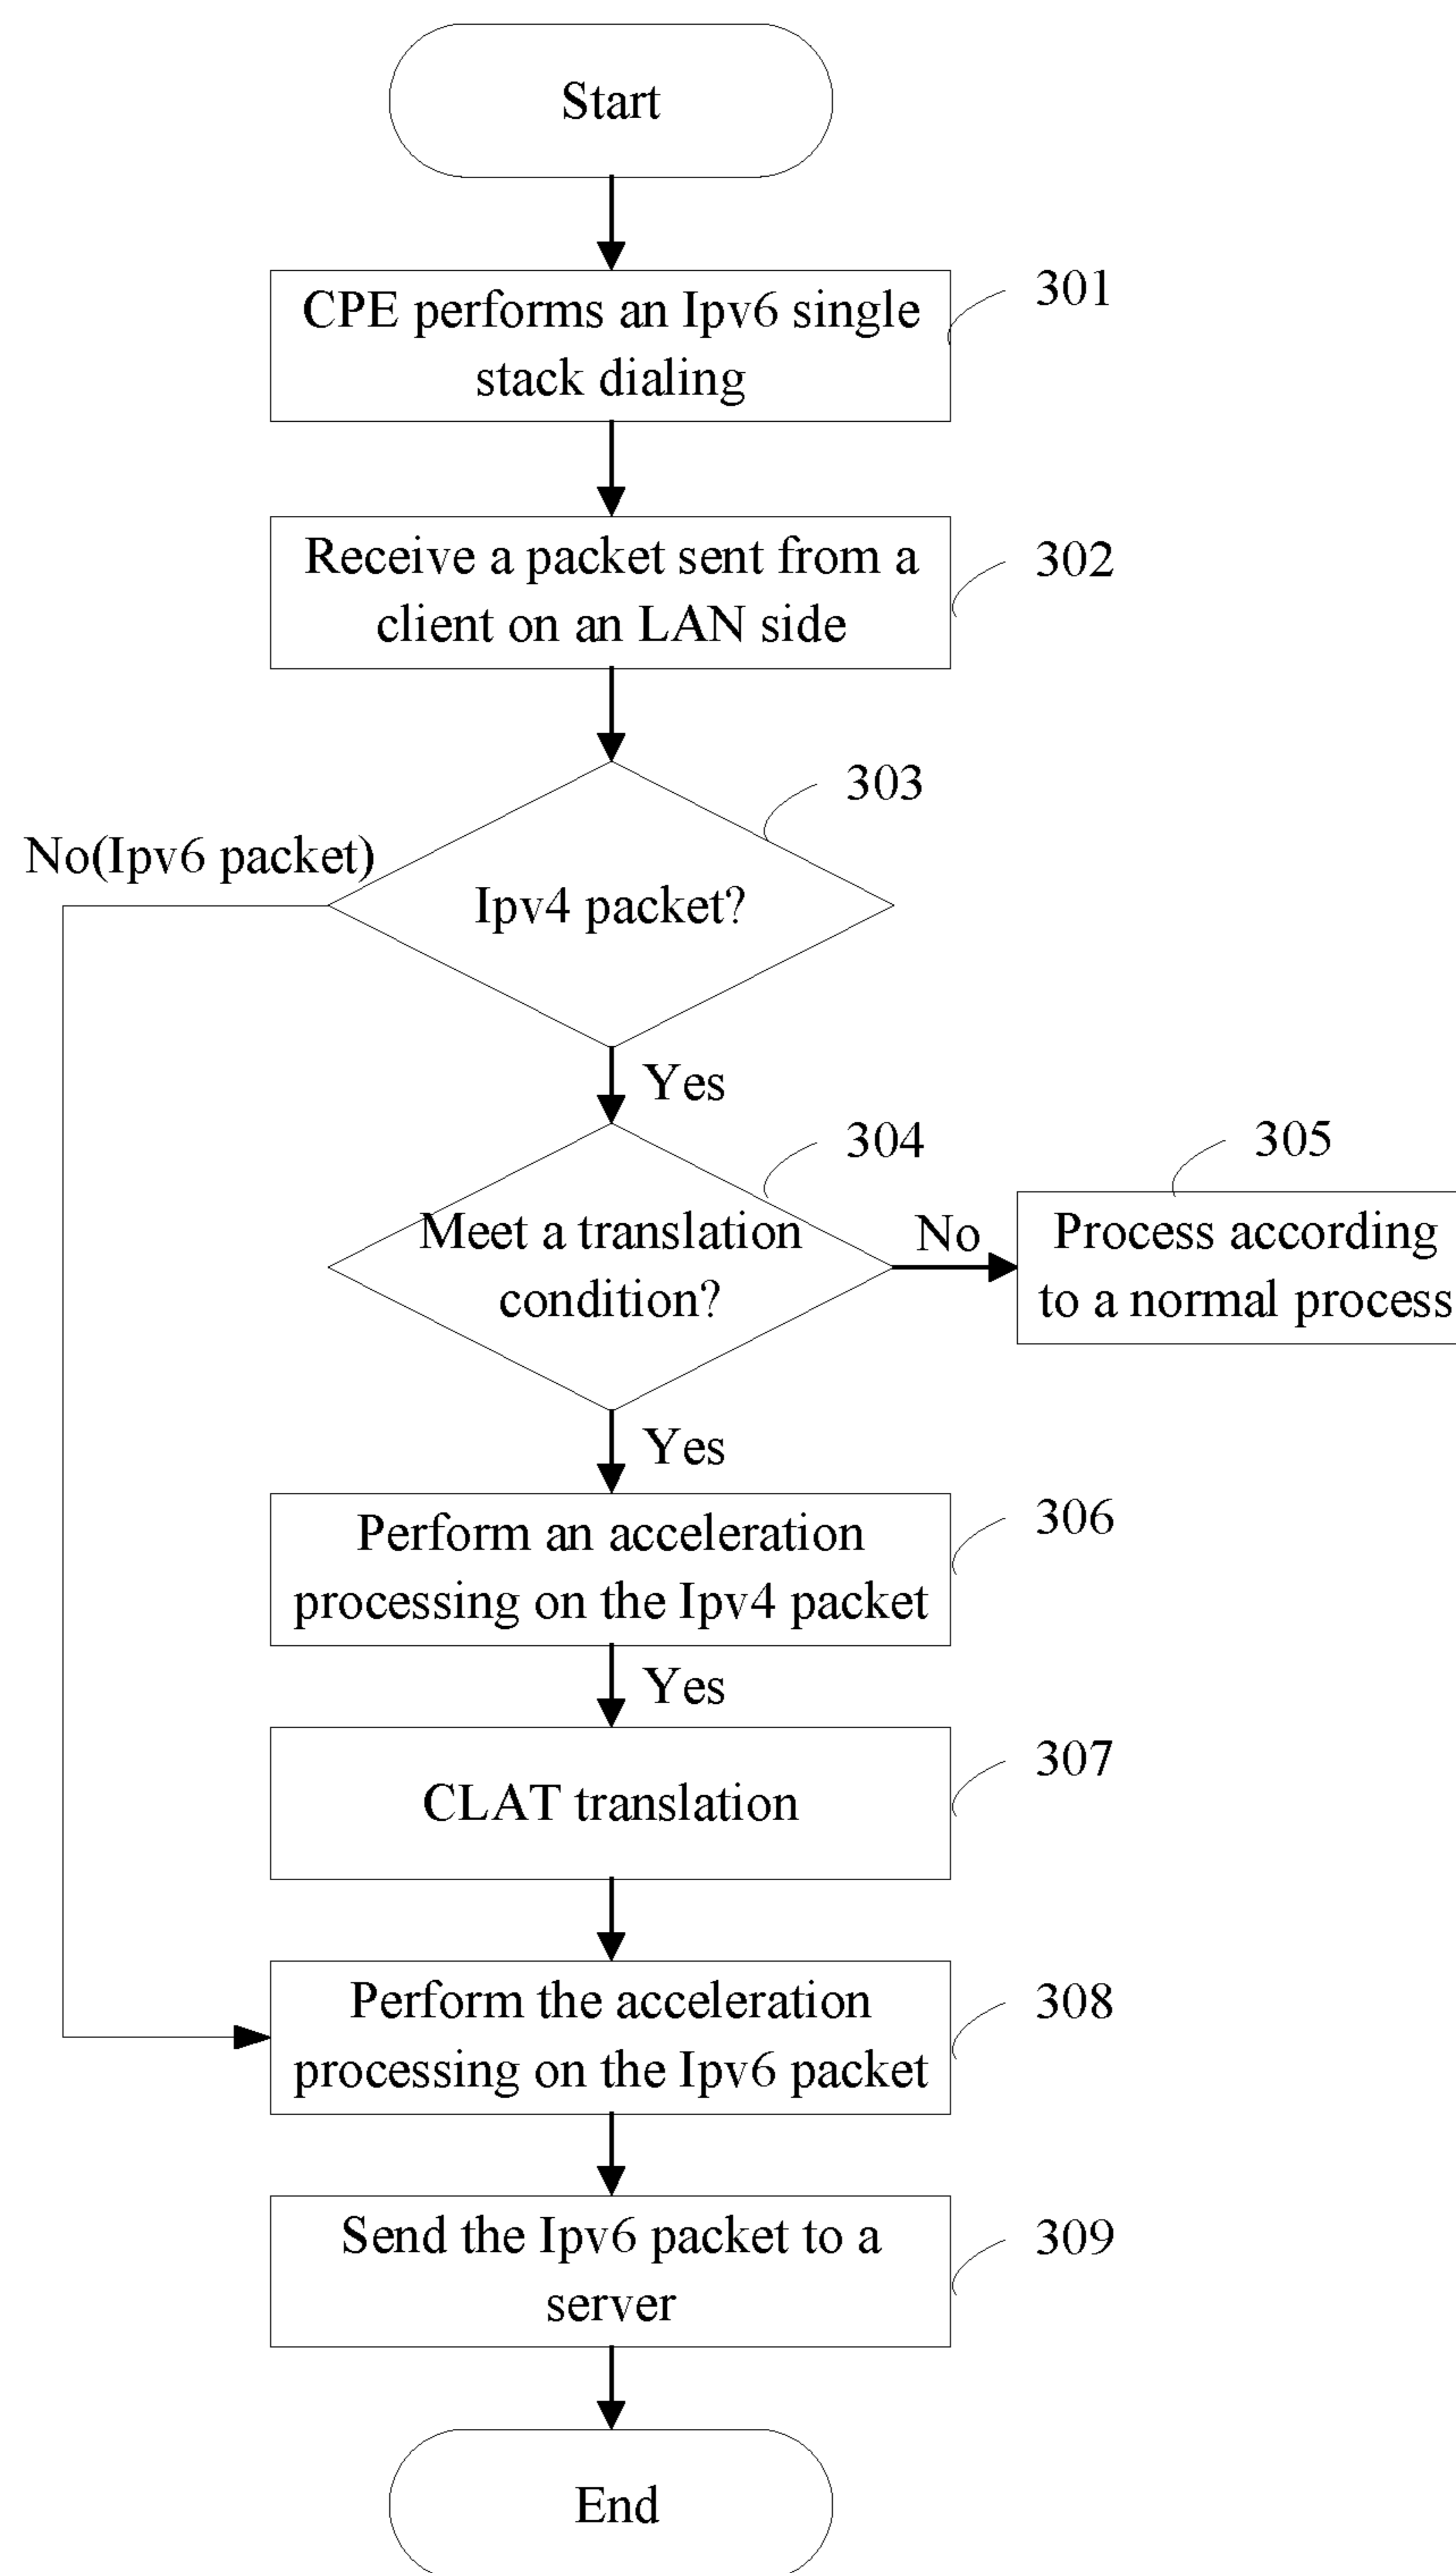 Start
CPE performs an Ipv6 single
stack dialing
301
Receive a packet sent from a
client on an LAN side
302
303
No(Ipv6 packet)
Ipv4 packet?
Yes
304
305
Meet a translation
condition?
No
Process according
to a normal process
Yes
306
Perform an acceleration
processing on the Ipv4 packet
Yes
307
CLAT translation
308
Perform the acceleration
processing on the Ipv6 packet
309
Send the Ipv6 packet to a
server
End